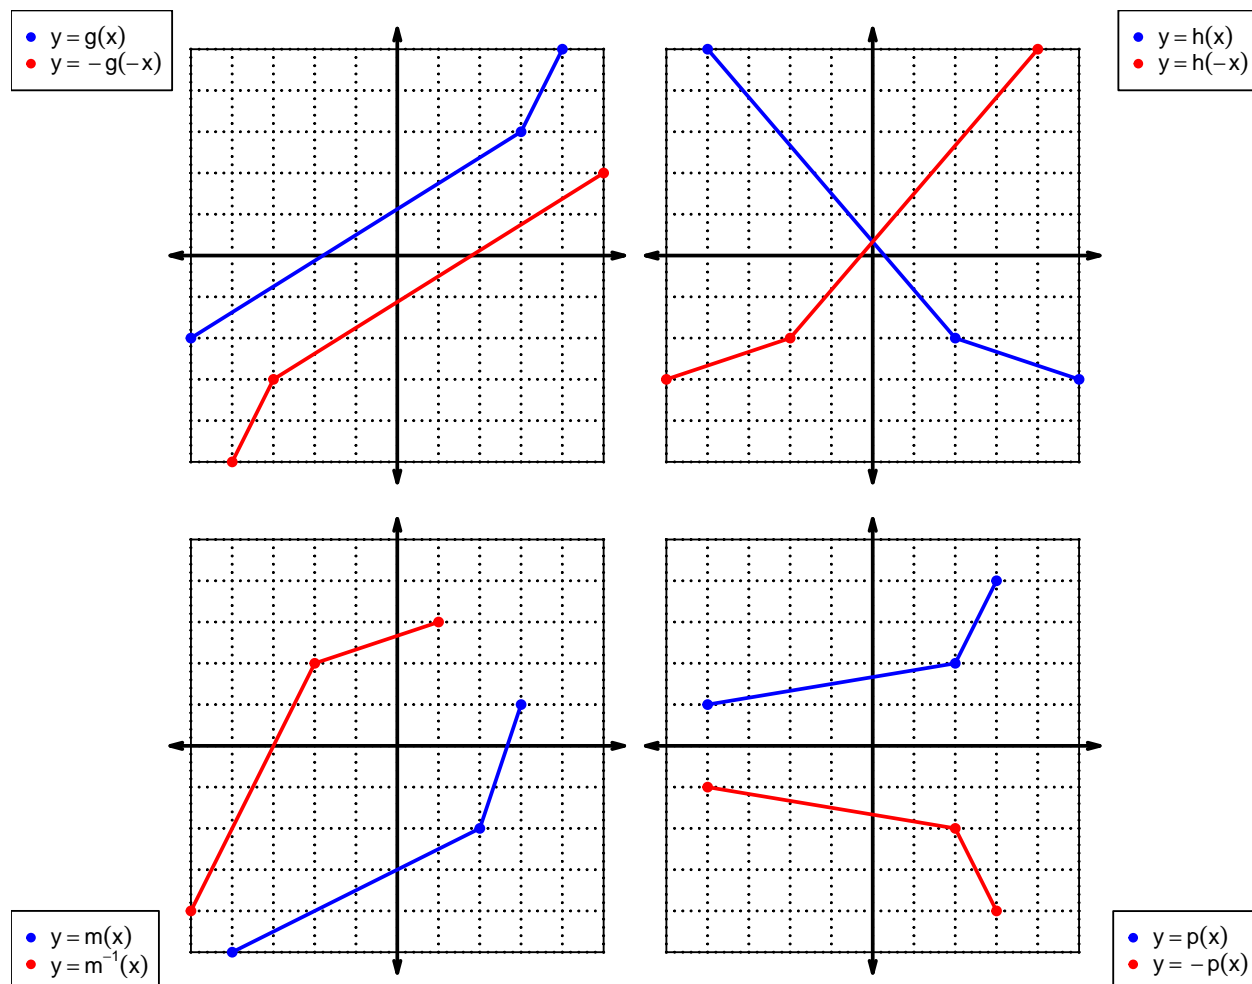 y = g(x)
y = −g(−x)
y = h(x)
y = h(−x)
y = m(x)
y = m⁻¹(x)
y = p(x)
y = −p(x)